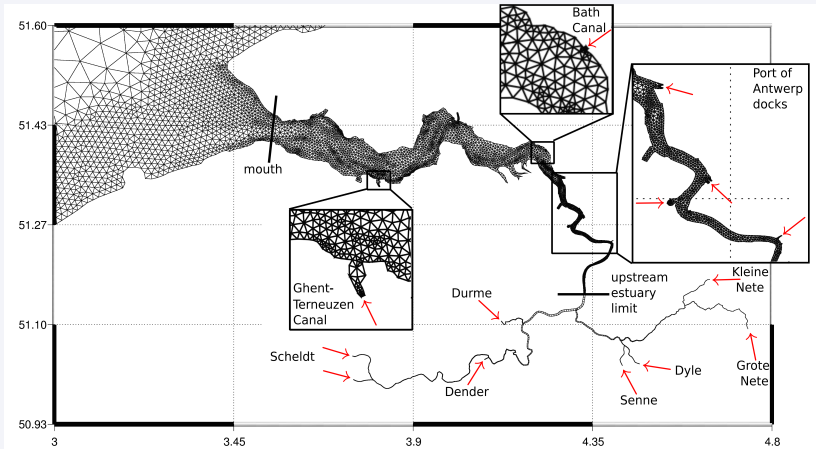 51.60
51.43
51.27
51.10
50.93
3
3.45
3.9
4.35
4.8
mouth
Bath
Canal
Port of
Antwerp
docks
Ghent-
Terneuzen
Canal
upstream
estuary
limit
Durme
Scheldt
Dender
Kleine
Nete
Grote
Nete
Dyle
Senne